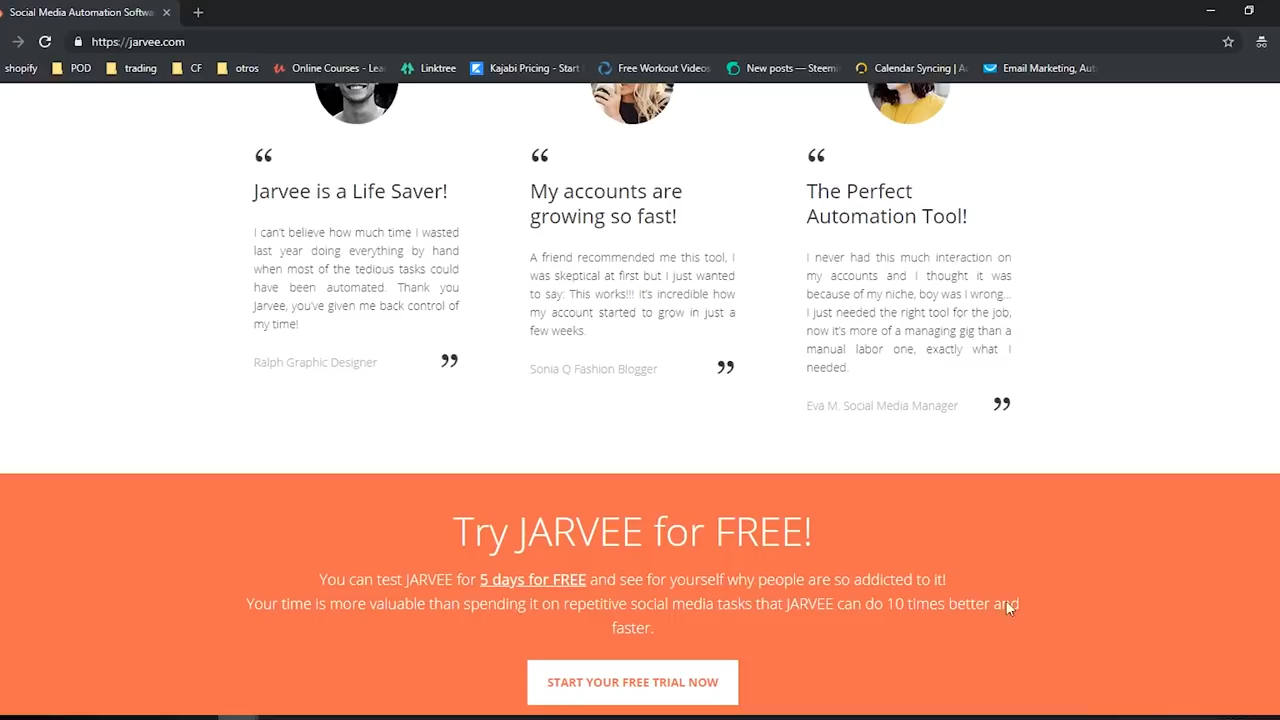 Social Media Automation Softwa
https://jarvee.com
shopify POD trading CF otros Online Courses - Lea Linktree Kajabi Pricing - Start Free Workout Videos New posts — Steemi Calendar Syncing | A Email Marketing, Aut
“ “ “
Jarvee is a Life Saver!
I can't believe how much time I wasted
last year doing everything by hand
when most of the tedious tasks could
have been automated. Thank you
Jarvee, you've given me back control of
my time!
Ralph Graphic Designer ”
My accounts are
growing so fast!
A friend recommended me this tool, I
was skeptical at first but I just wanted
to say: This works!!! it's incredible how
my account started to grow in just a
few weeks.
Sonia Q Fashion Blogger ”
The Perfect
Automation Tool!
I never had this much interaction on
my accounts and I thought it was
because of my niche, boy was I wrong...
I just needed the right tool for the job,
now it's more of a managing gig than a
manual labor one, exactly what I
needed.
Eva M. Social Media Manager ”
Try JARVEE for FREE!
You can test JARVEE for 5 days for FREE and see for yourself why people are so addicted to it!
Your time is more valuable than spending it on repetitive social media tasks that JARVEE can do 10 times better and
faster.
START YOUR FREE TRIAL NOW